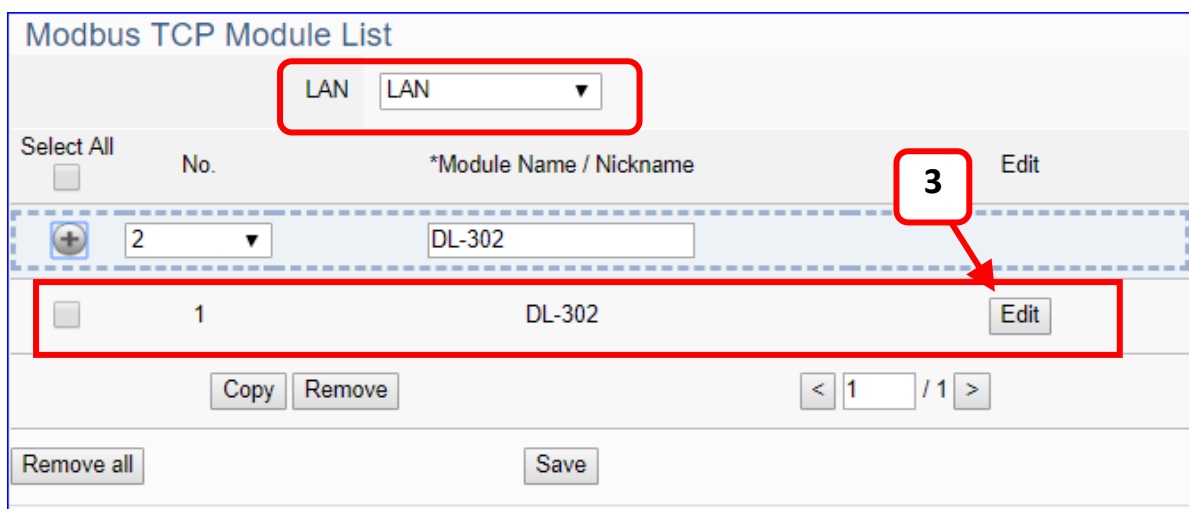 Modbus TCP Module List
LAN LAN ▼
Select All
No. *Module Name / Nickname Edit
3
2 ▼ DL-302
1 DL-302 Edit
Copy Remove < 1 / 1 >
Remove all Save